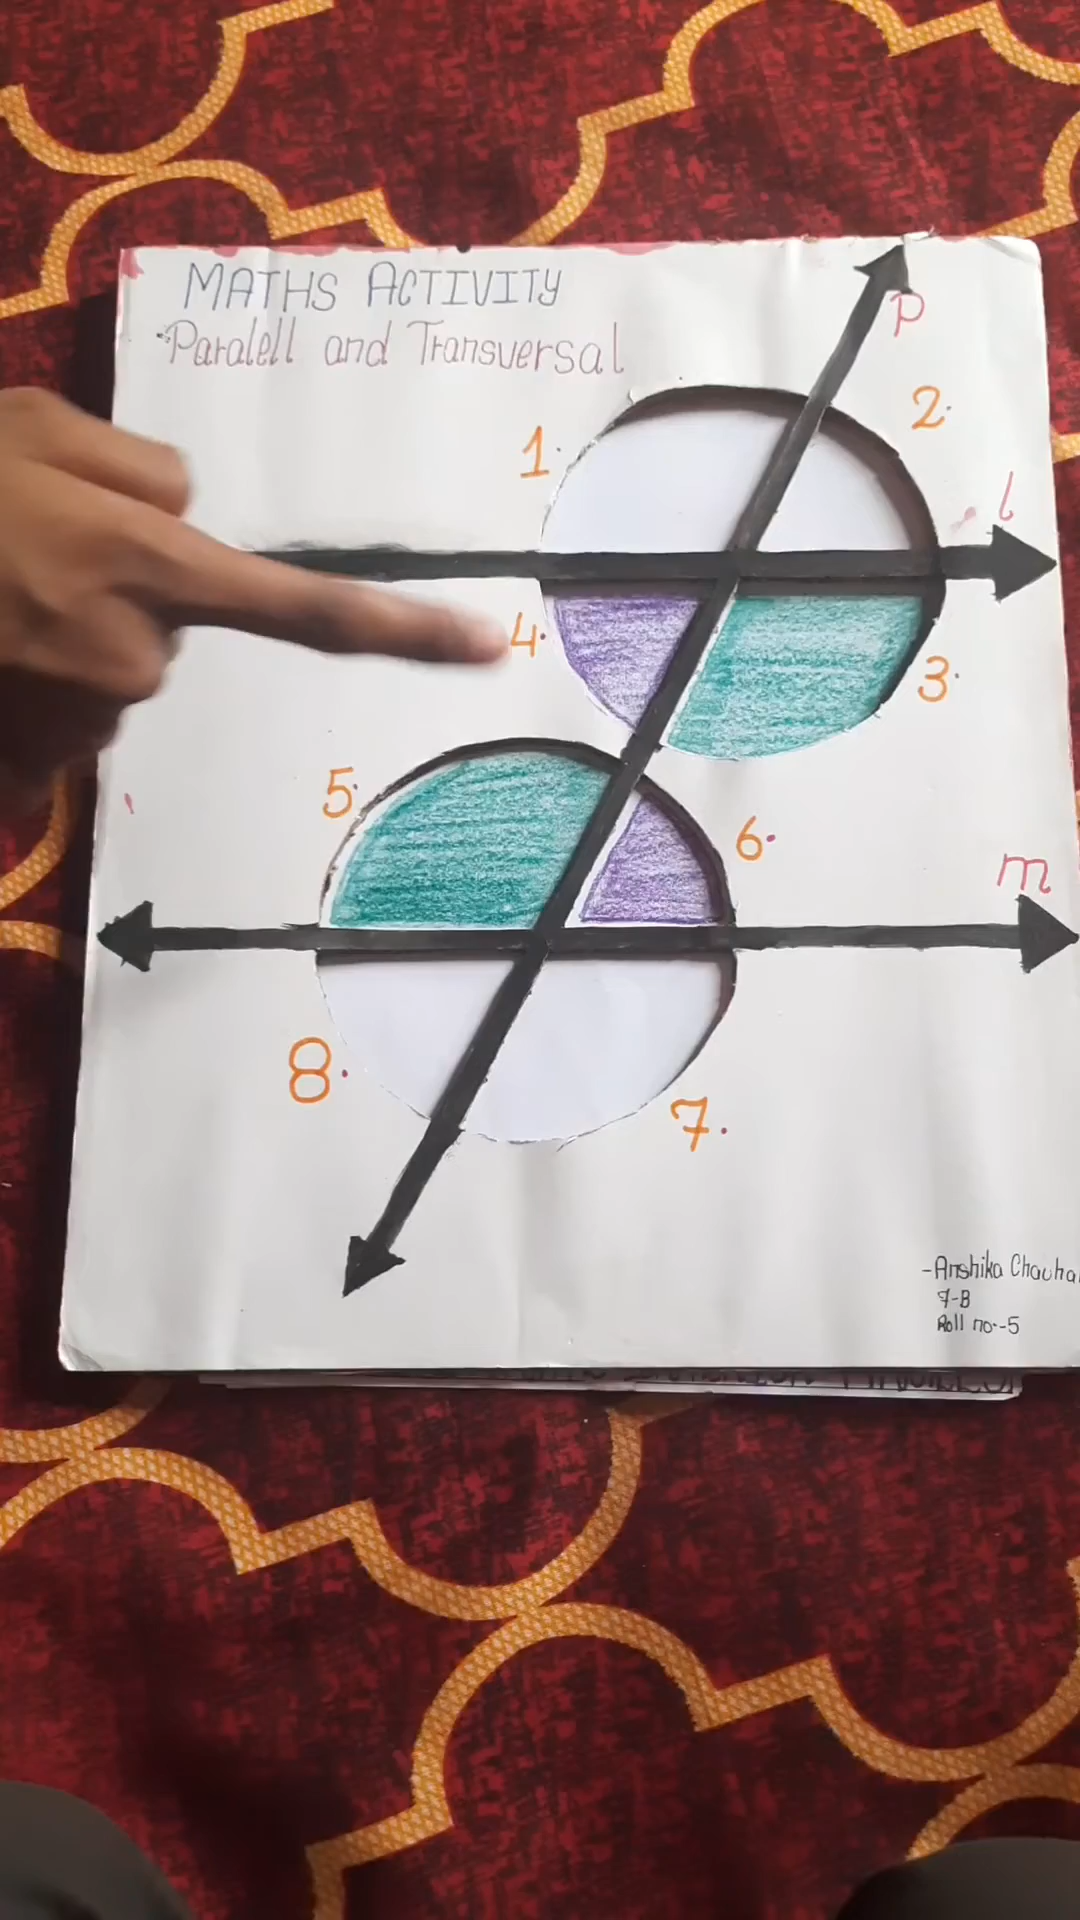 MATHS ACTIVITY
Paralell and Transversal
p
2.
1.
l
4.
3.
5.
6.
m
8.
7.
-Anshika Chauha
7-B
Roll no.-5